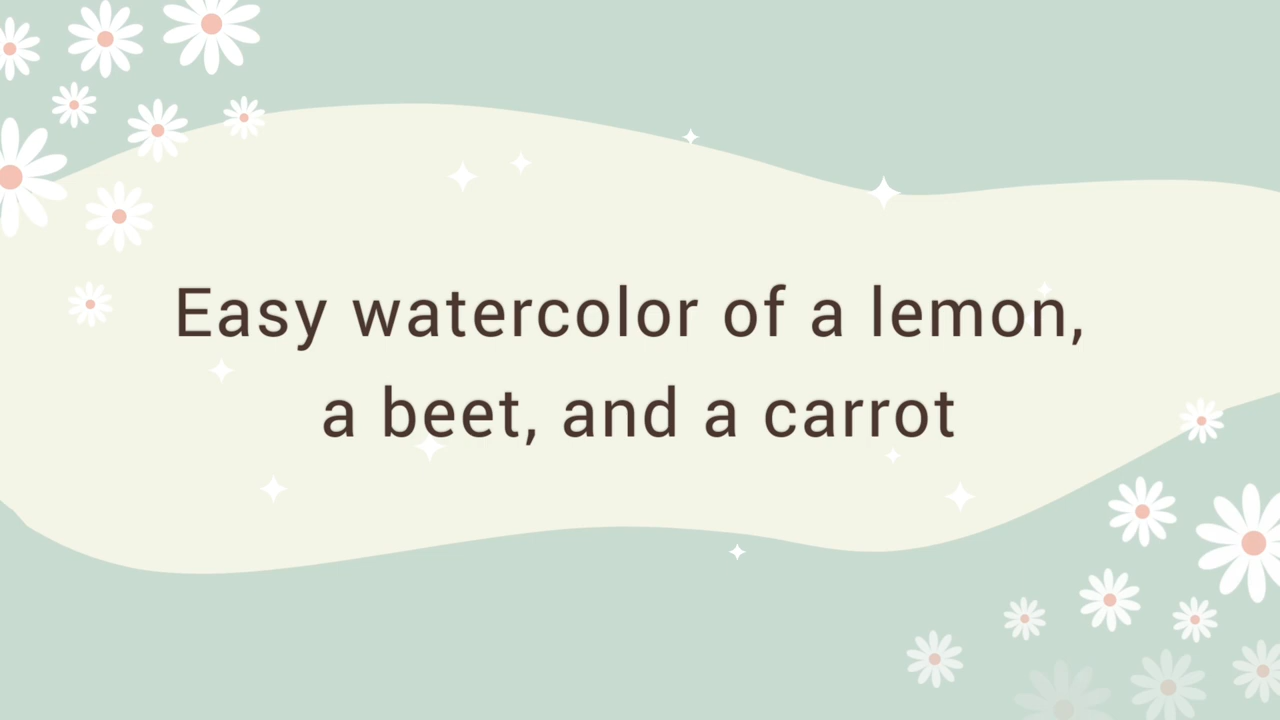 Easy watercolor of a lemon,
a beet, and a carrot